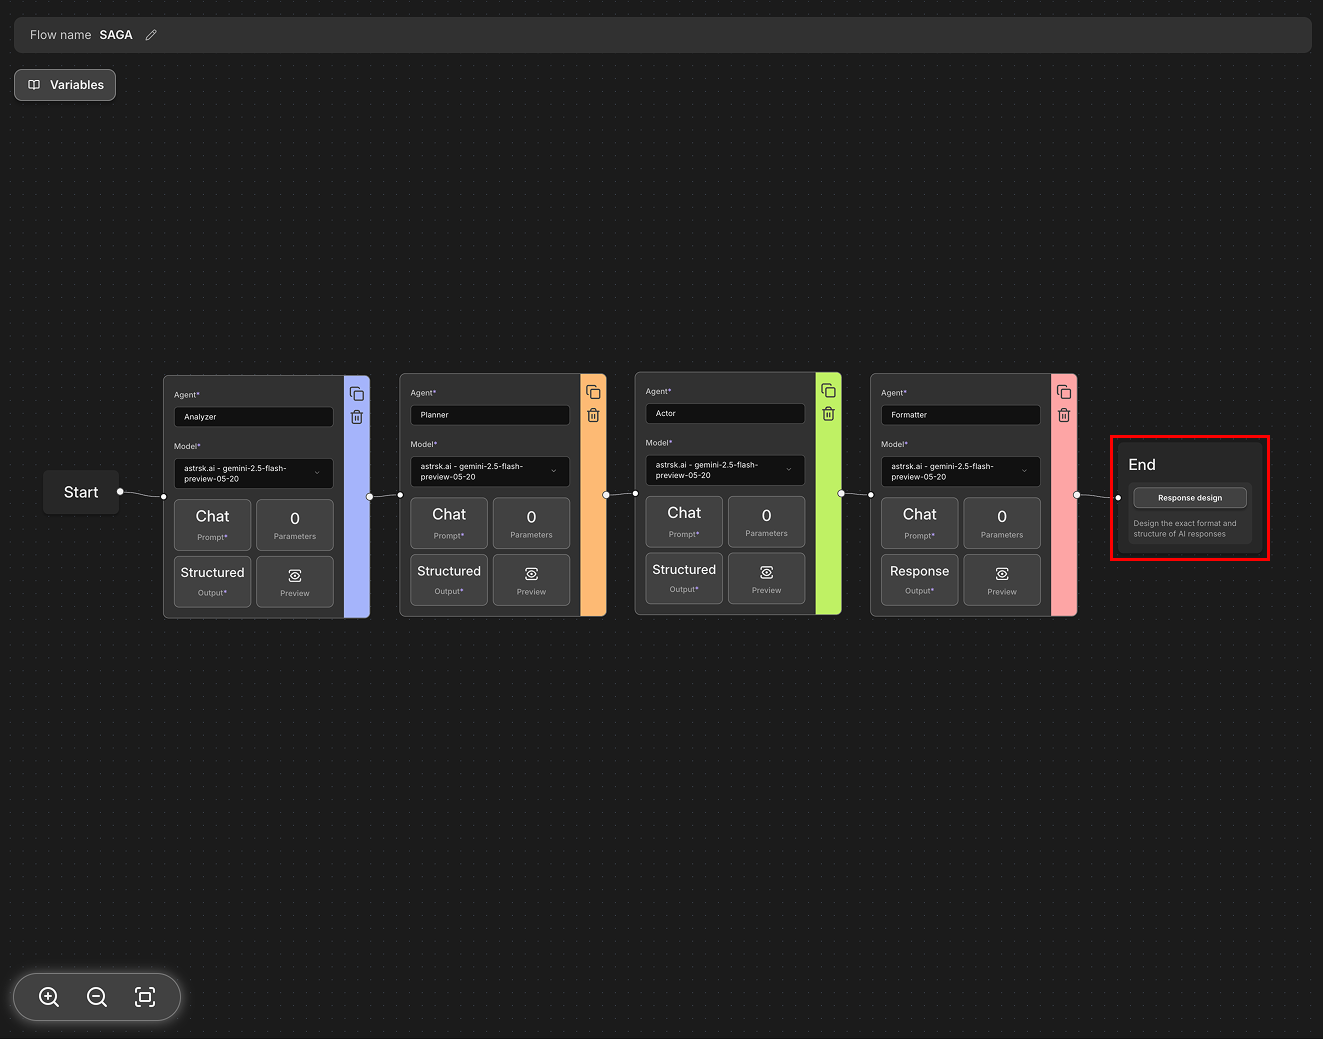 Flow name SAGA
Variables
Start
Agent*
Analyzer
Model*
astrsk.ai - gemini-2.5-flash-
preview-05-20
Chat
Prompt*
0
Parameters
Structured
Output*
Preview
Agent*
Planner
Model*
astrsk.ai - gemini-2.5-flash-
preview-05-20
Chat
Prompt*
0
Parameters
Structured
Output*
Preview
Agent*
Actor
Model*
astrsk.ai - gemini-2.5-flash-
preview-05-20
Chat
Prompt*
0
Parameters
Structured
Output*
Preview
Agent*
Formatter
Model*
astrsk.ai - gemini-2.5-flash-
preview-05-20
Chat
Prompt*
0
Parameters
Response
Output*
Preview
End
Response design
Design the exact format and
structure of AI responses